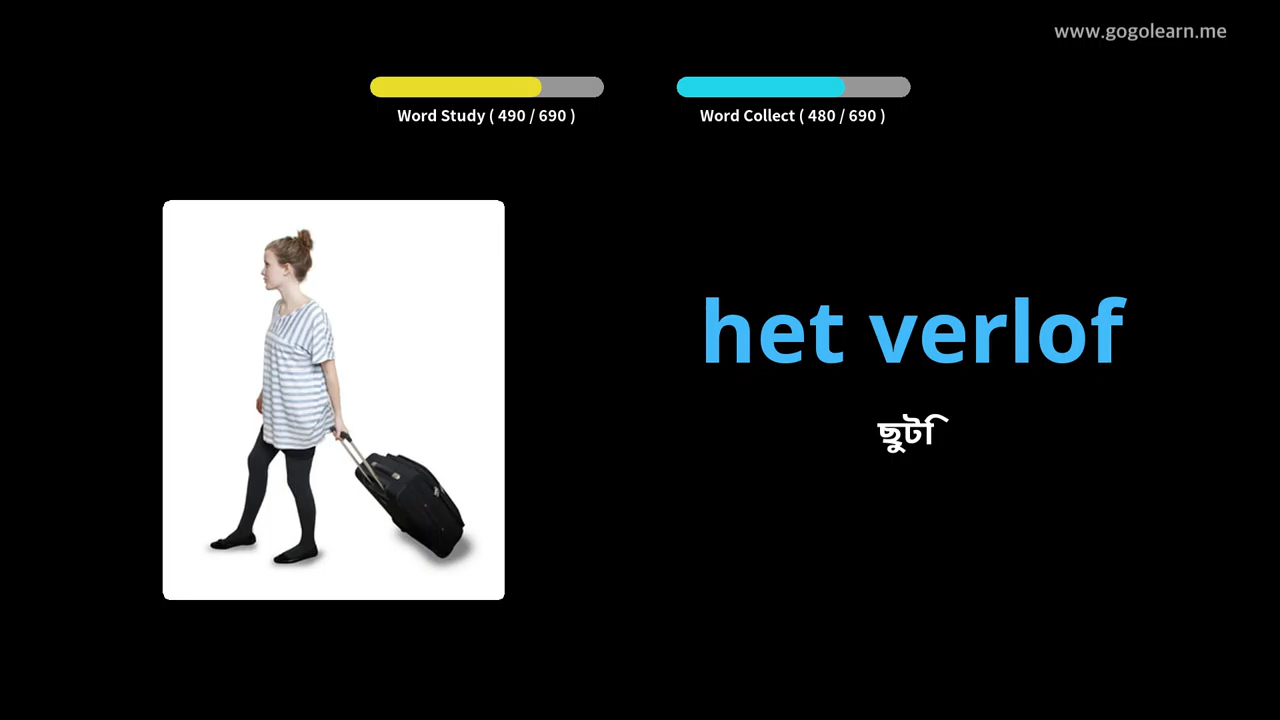 www.gogolearn.me
Word Study ( 490 / 690 )
Word Collect ( 480 / 690 )
het verlof
ছুটি